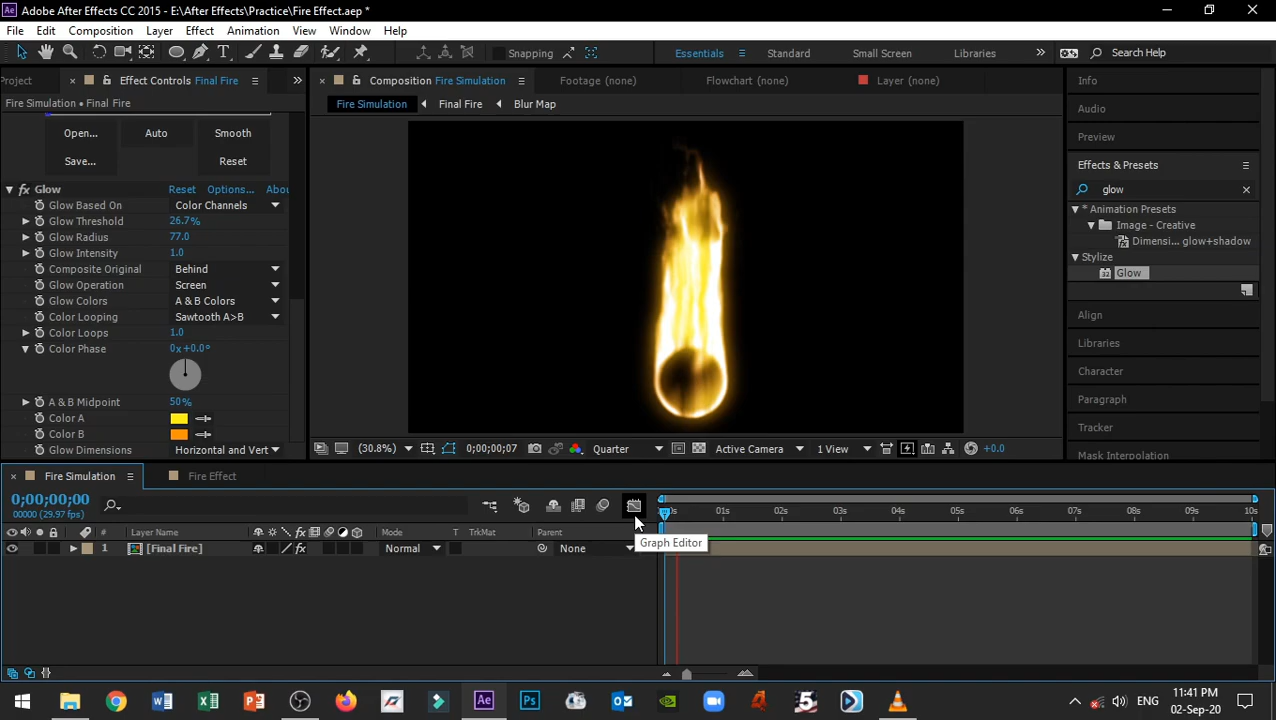 Ae Adobe After Effects CC 2015 - E:\After Effects\Practice\Fire Effect.aep *
File Edit Composition Layer Effect Animation View Window Help
Snapping Essentials Standard Small Screen Libraries Search Help
Project Effect Controls Final Fire Composition Fire Simulation Footage (none) Flowchart (none) Layer (none) Info
Fire Simulation • Final Fire
Fire Simulation Final Fire Blur Map
Audio
Open... Auto Smooth
Preview
Save... Reset
Effects & Presets
fx Glow Reset Options... Abou
glow
Glow Based On Color Channels
* Animation Presets
Glow Threshold 26.7%
Image - Creative
Glow Radius 77.0
Dimensi... glow+shadow
Glow Intensity 1.0
Stylize
Composite Original Behind
Glow
Glow Operation Screen
Glow Colors A & B Colors
Color Looping Sawtooth A>B
Align
Color Loops 1.0
Libraries
Color Phase 0x+0.0°
Character
A & B Midpoint 50%
Paragraph
Color A
Tracker
Color B
Glow Dimensions Horizontal and Vert
(30.8%) 0;00;00;07 Quarter Active Camera 1 View +0.0
Mask Interpolation
Fire Simulation Fire Effect
0;00;00;00
00000 (29.97 fps)
0s 01s 02s 03s 04s 05s 06s 07s 08s 09s 10s
# Layer Name Mode T TrkMat Parent
Graph Editor
1 [Final Fire] fx Normal None
W X P Ae Ps 5
ENG
11:41 PM
02-Sep-20